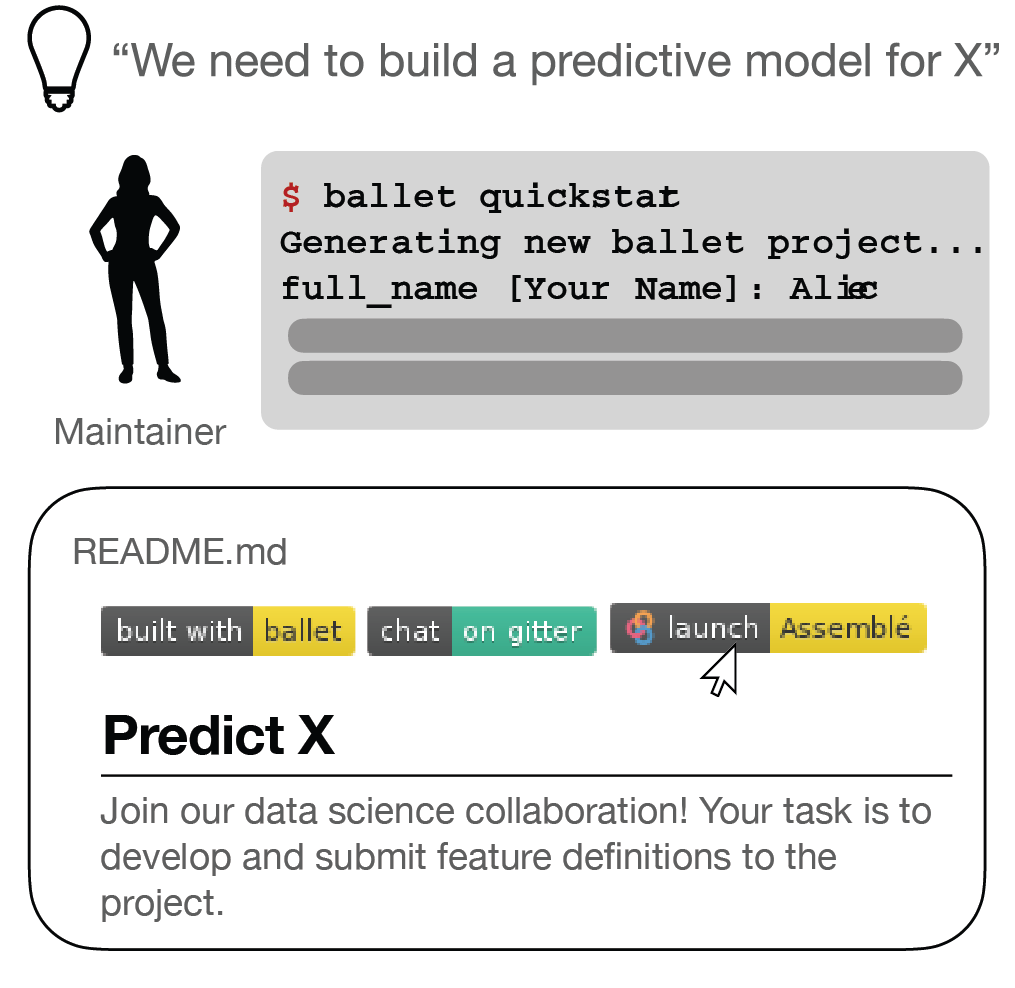 “We need to build a predictive model for X”
$ ballet quickstart
Generating new ballet project...
full_name [Your Name]: Alice
Maintainer
README.md
built with ballet chat on gitter launch Assemblé
Predict X
Join our data science collaboration! Your task is to
develop and submit feature definitions to the
project.